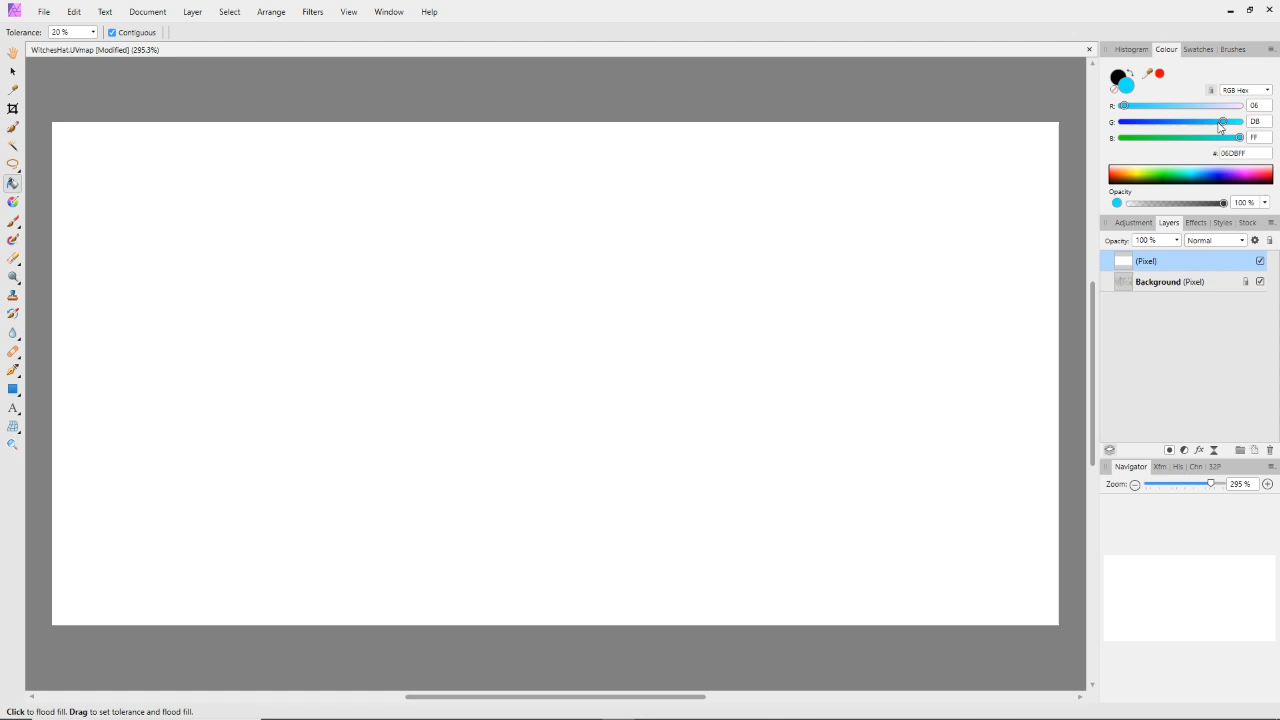 File Edit Text Document Layer Select Arrange Filters View Window Help
Tolerance: 20 % Contiguous
WitchesHat.UVmap [Modified] (295.3%)
Histogram Colour Swatches Brushes
RGB Hex
R: 06
G: DB
B: FF
#: 06DBFF
Opacity
100 %
Adjustment Layers Effects Styles Stock
Opacity: 100 % Normal
(Pixel)
Background (Pixel)
Navigator Xfm His Chn 32P
Zoom: 295 %
Click to flood fill. Drag to set tolerance and flood fill.